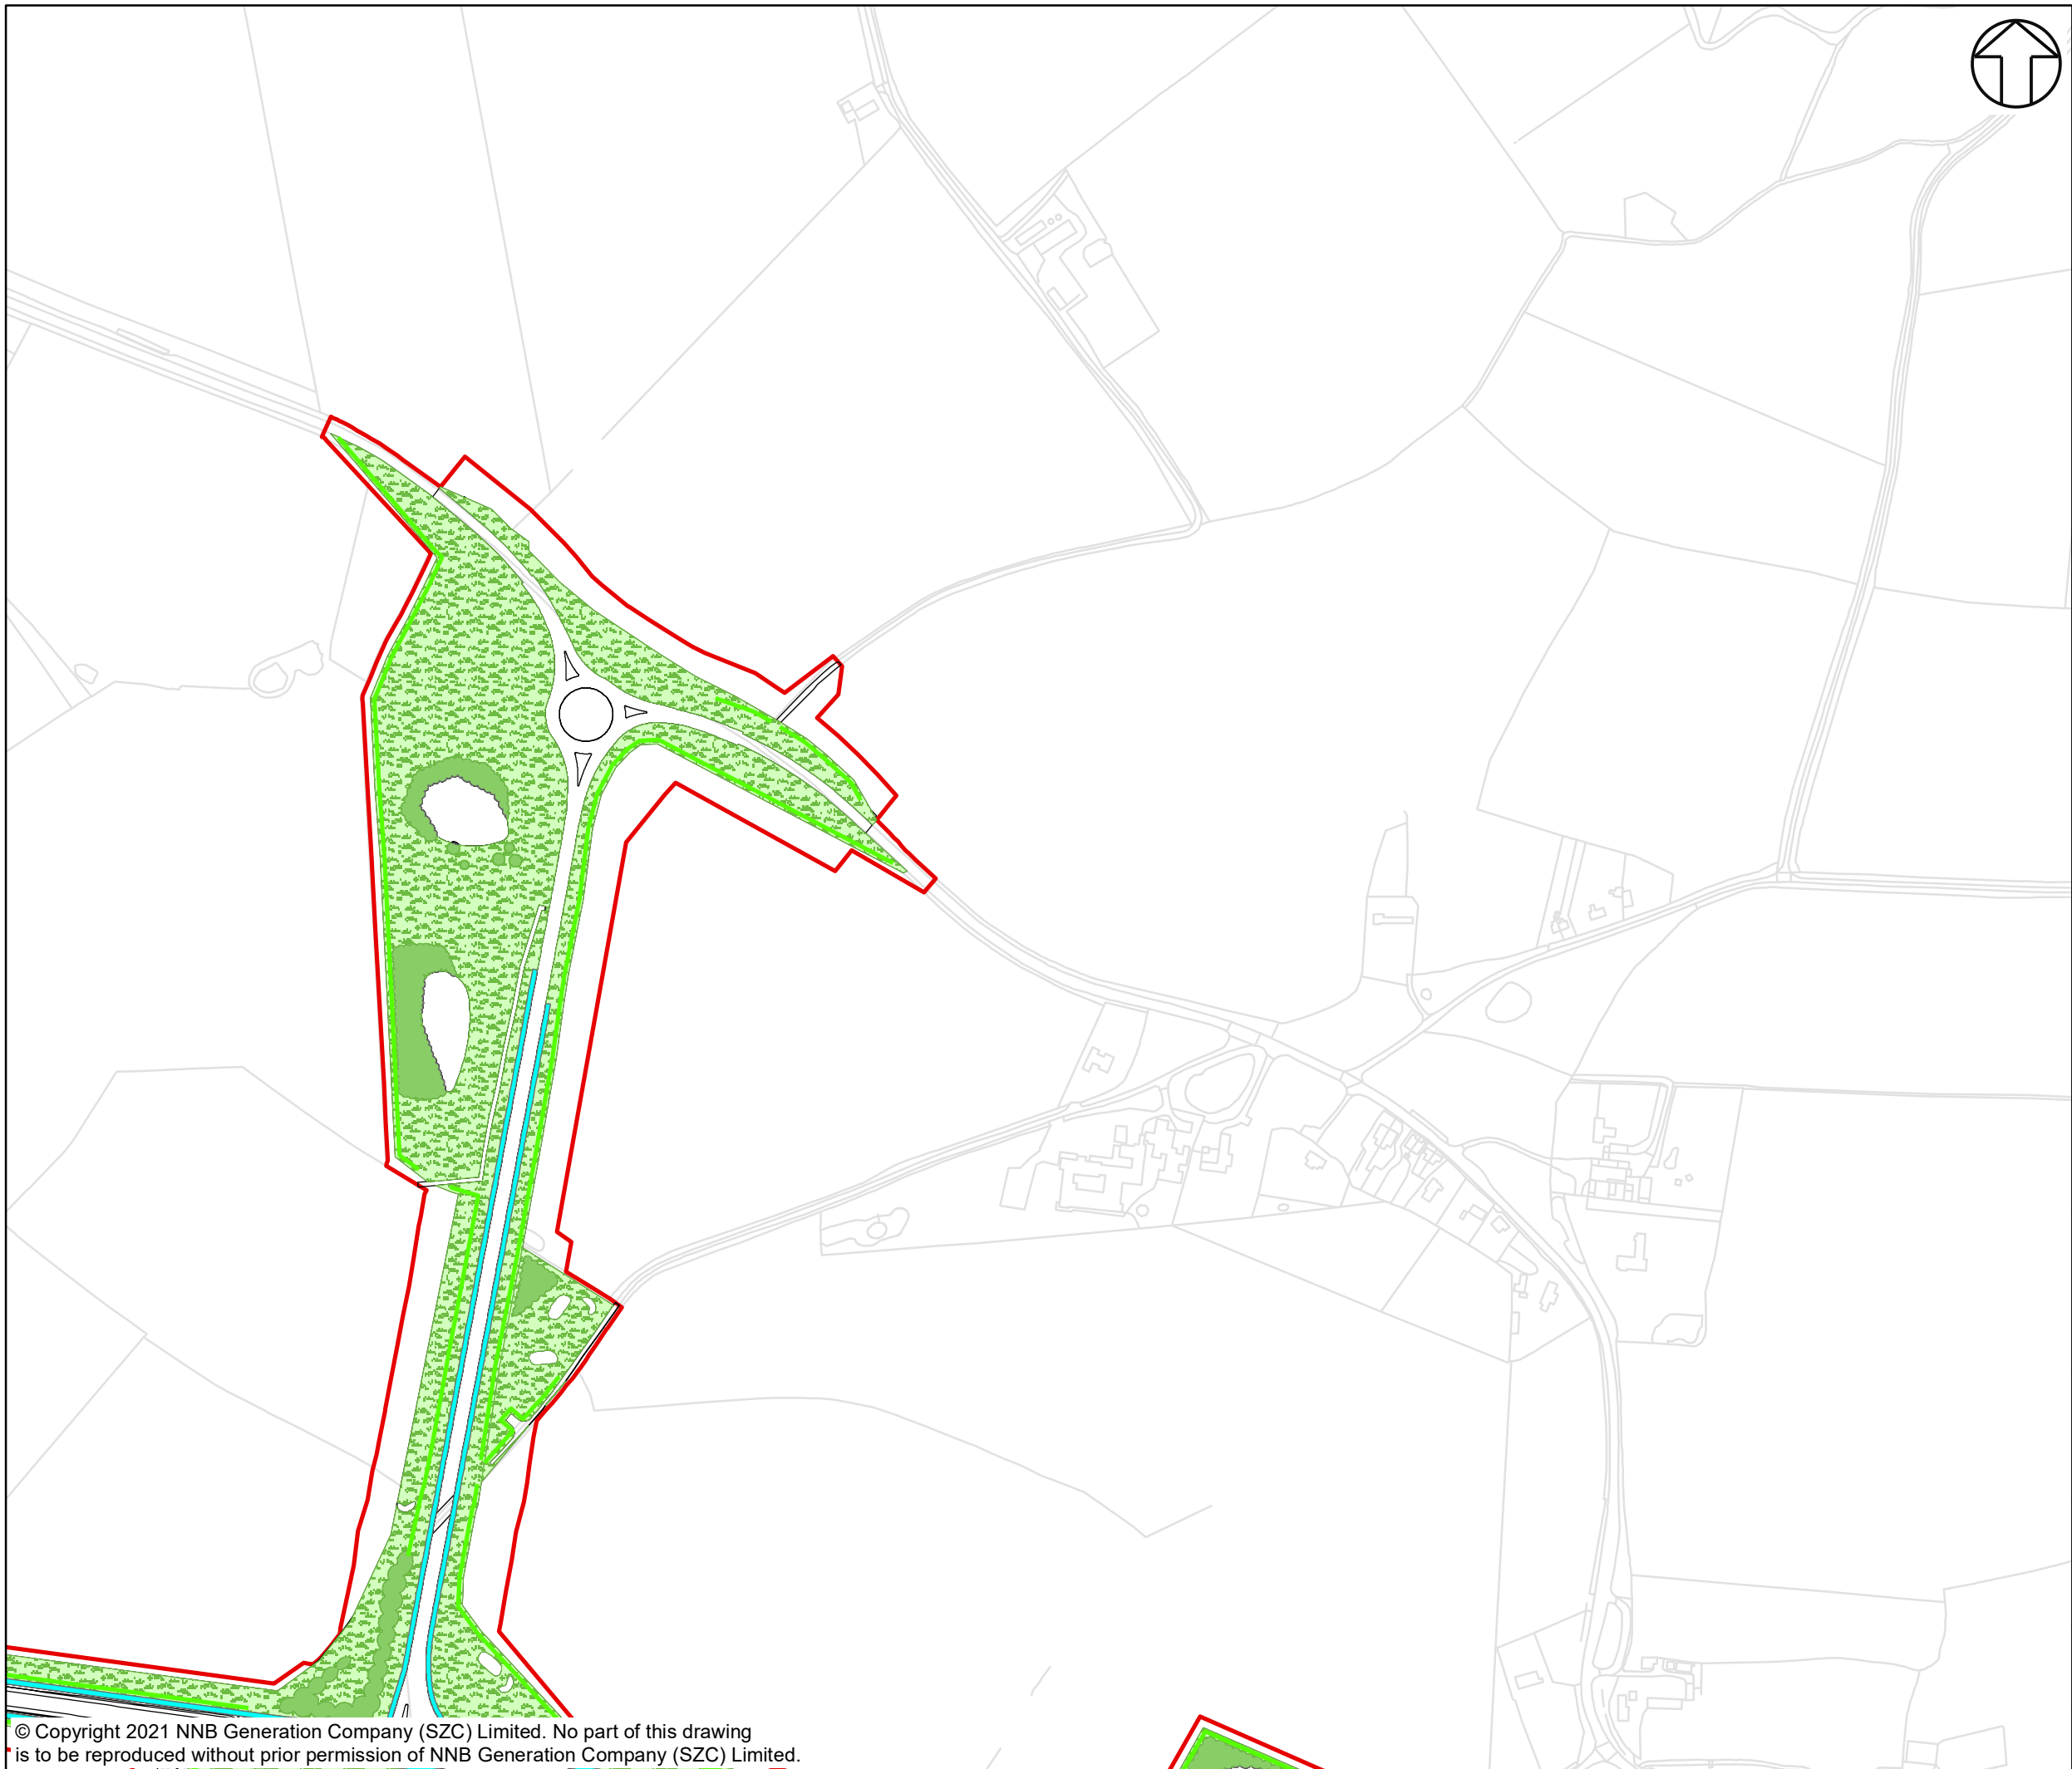 © Copyright 2021 NNB Generation Company (SZC) Limited. No part of this drawing
is to be reproduced without prior permission of NNB Generation Company (SZC) Limited.